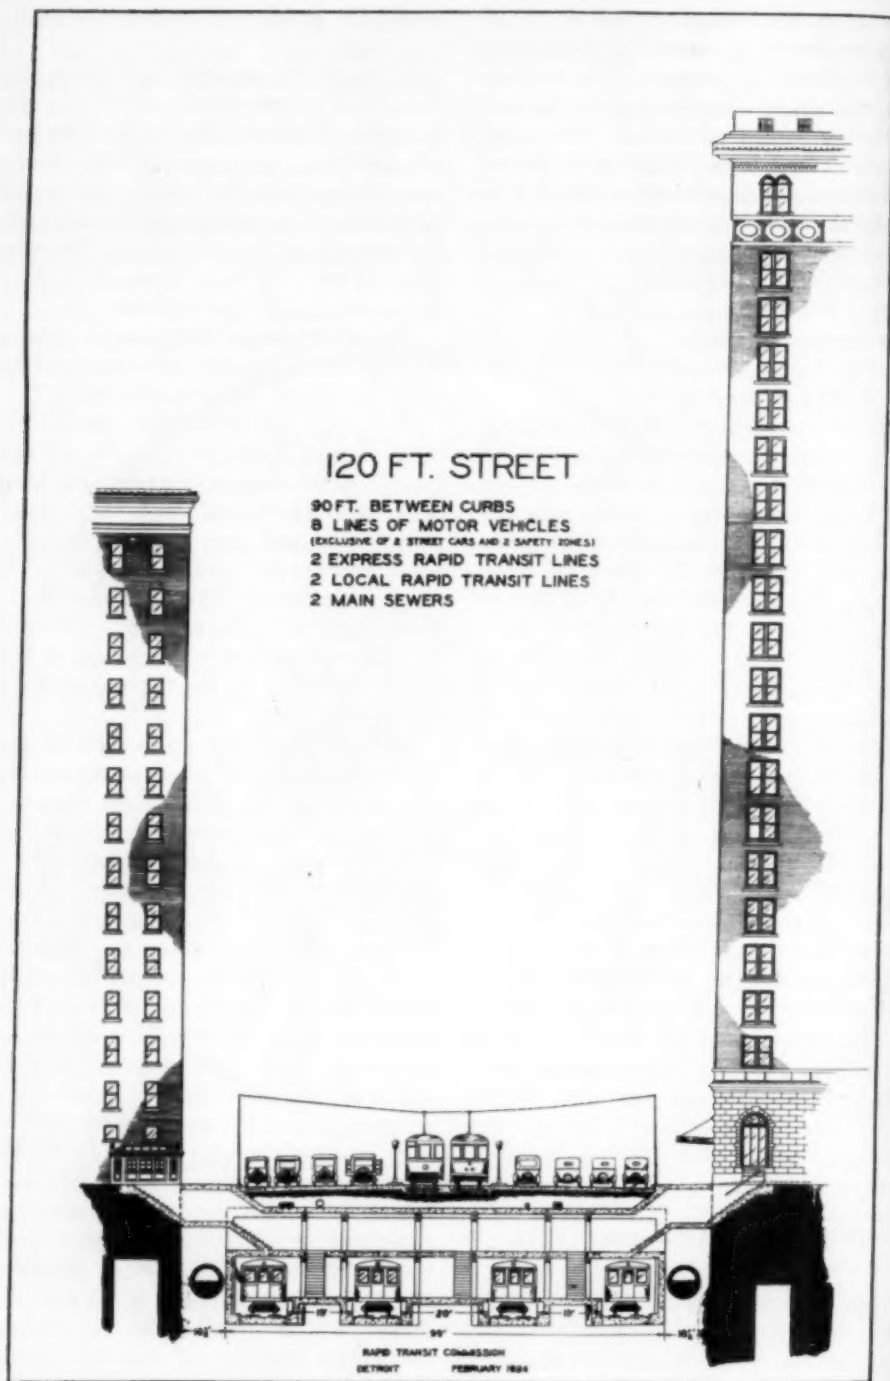 120 FT. STREET
90 FT. BETWEEN CURBS
8 LINES OF MOTOR VEHICLES
(EXCLUSIVE OF 2 STREET CARS AND 2 SAFETY ZONES)
2 EXPRESS RAPID TRANSIT LINES
2 LOCAL RAPID TRANSIT LINES
2 MAIN SEWERS
20'
RAPID TRANSIT COMMISSION
DETROIT FEBRUARY 1924